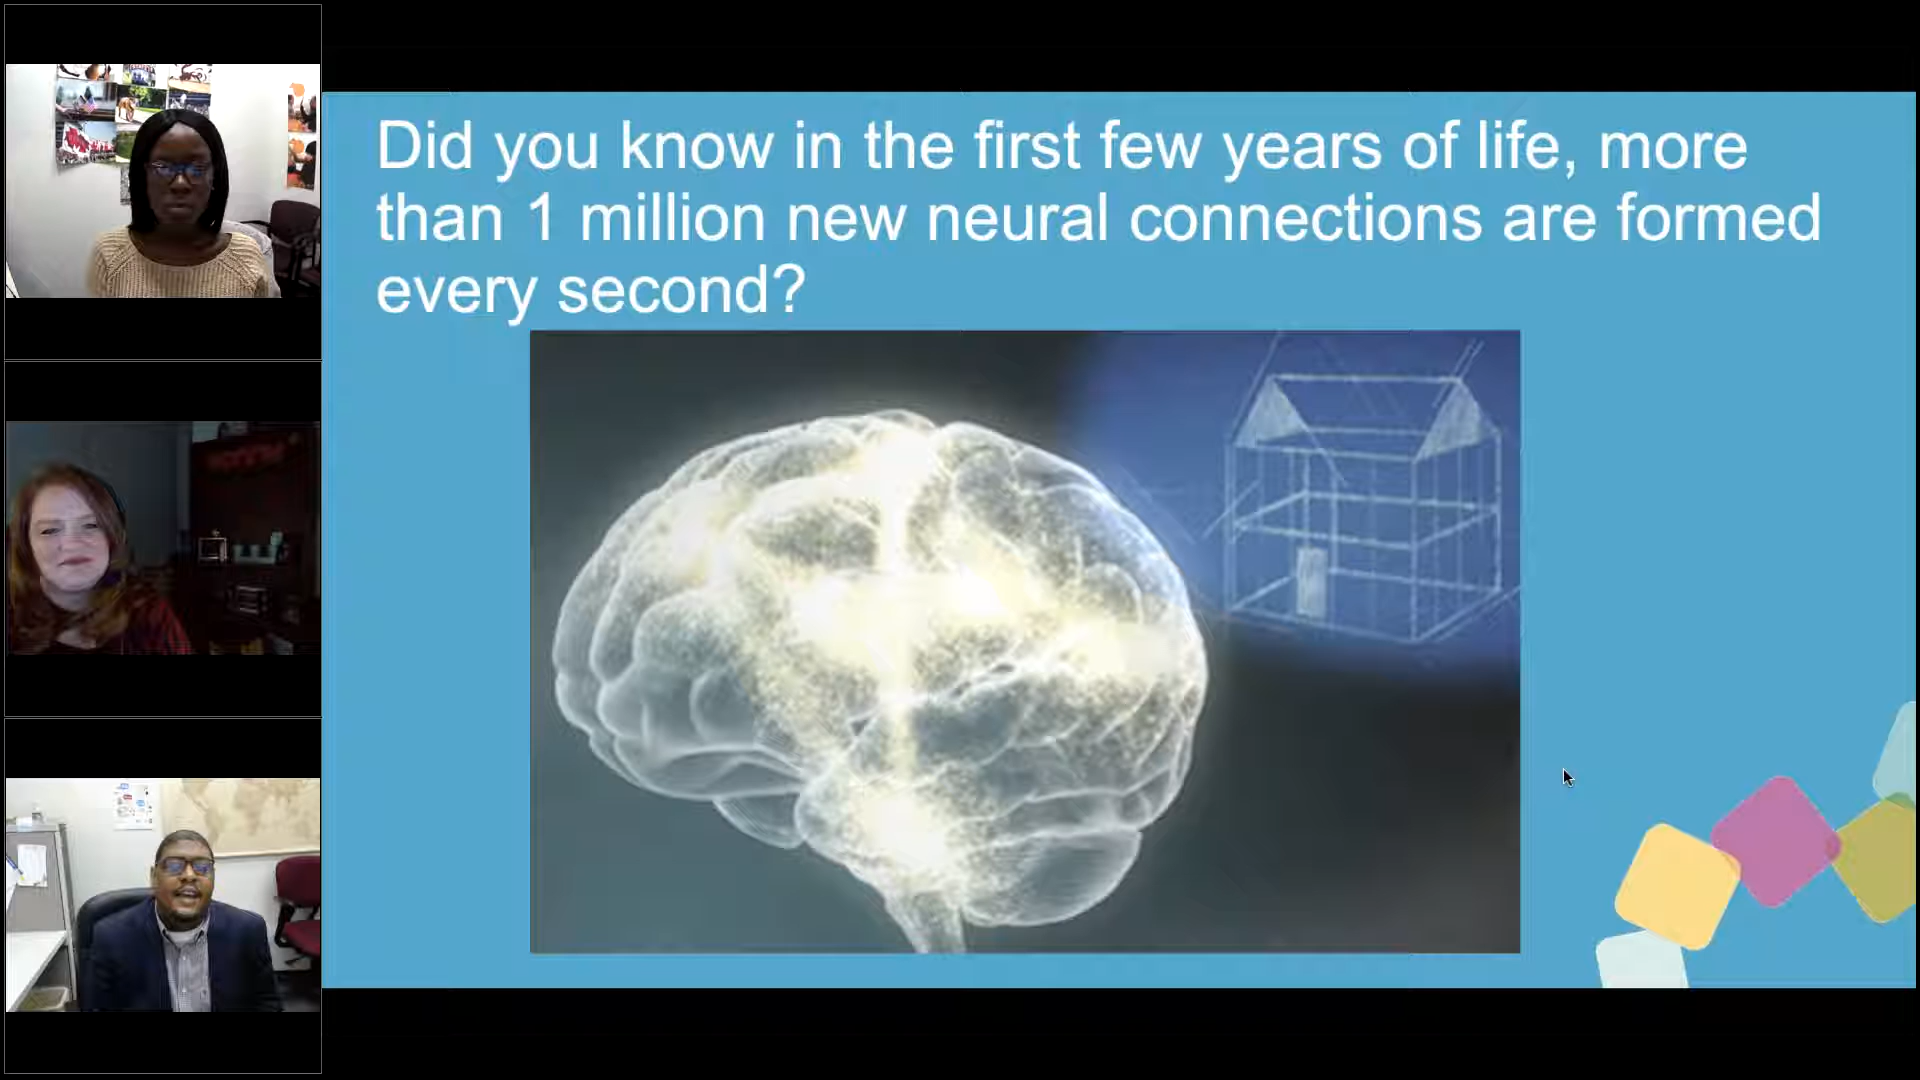 Did you know in the first few years of life, more
than 1 million new neural connections are formed
every second?